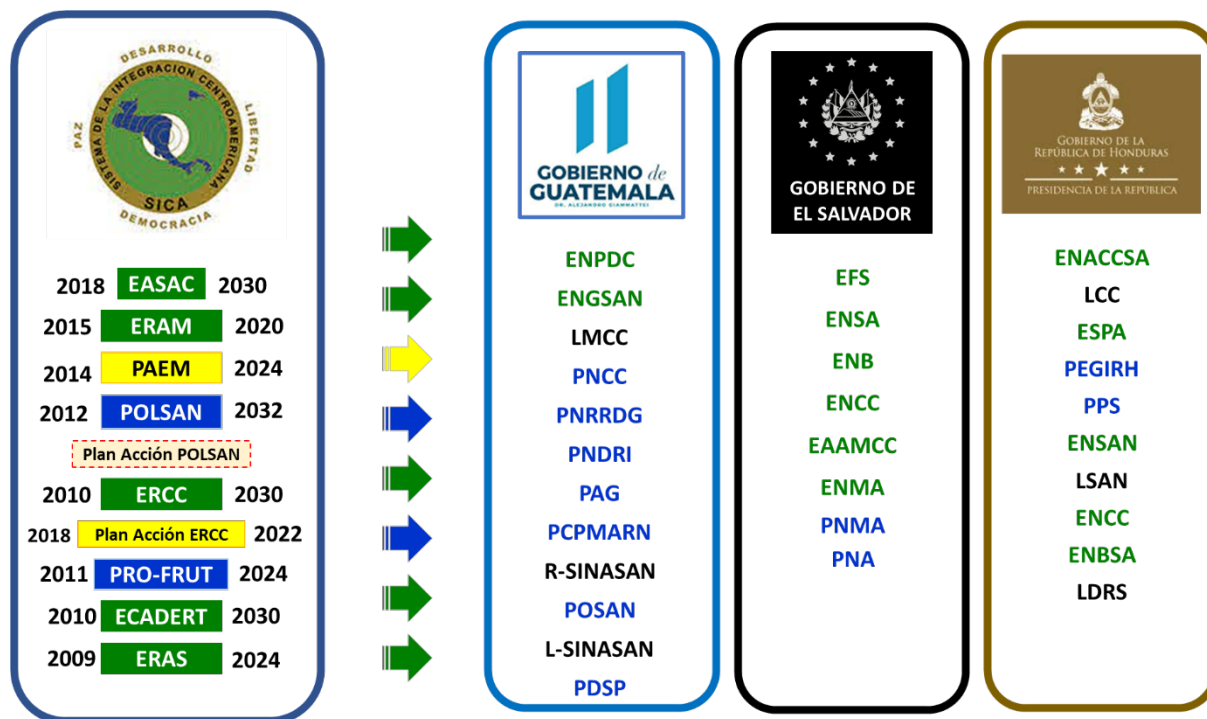 DESARROLLO
PAZ
LIBERTAD
SISTEMA DE LA INTEGRACION CENTROAMERICANA
SICA
DEMOCRACIA
2018 EASAC 2030
2015 ERAM 2020
2014 PAEM 2024
2012 POLSAN 2032
Plan Acción POLSAN
2010 ERCC 2030
2018 Plan Acción ERCC 2022
2011 PRO-FRUT 2024
2010 ECADERT 2030
2009 ERAS 2024
GOBIERNO de
GUATEMALA
DR. ALEJANDRO GIAMMATTEI
ENPDC
ENGSAN
LMCC
PNCC
PNRRDG
PNDRI
PAG
PCPMARN
R-SINASAN
POSAN
L-SINASAN
PDSP
GOBIERNO DE
EL SALVADOR
EFS
ENSA
ENB
ENCC
EAAMCC
ENMA
PNMA
PNA
GOBIERNO DE LA
REPÚBLICA DE HONDURAS
PRESIDENCIA DE LA REPÚBLICA
ENACCSA
LCC
ESPA
PEGIRH
PPS
ENSAN
LSAN
ENCC
ENBSA
LDRS